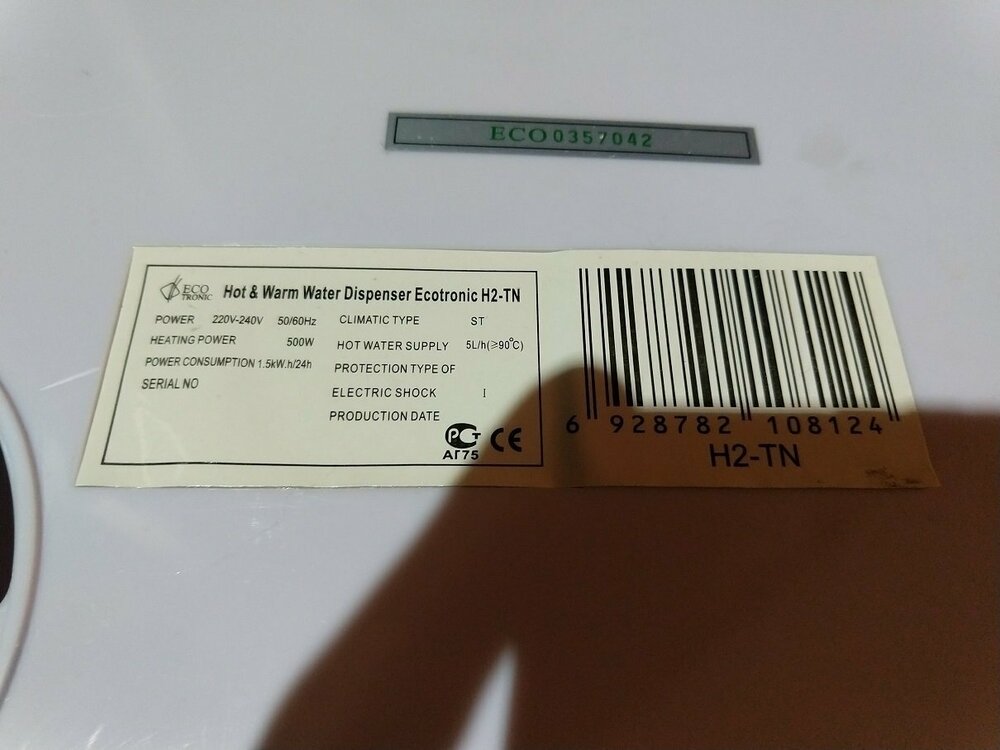 ECO0357042
ECO
TRONIC
Hot & Warm Water Dispenser Ecotronic H2-TN
POWER 220V-240V 50/60Hz
HEATING POWER 500W
POWER CONSUMPTION 1.5kW.h/24h
SERIAL NO
CLIMATIC TYPE ST
HOT WATER SUPPLY 5L/h(≥90°C)
PROTECTION TYPE OF
ELECTRIC SHOCK I
PRODUCTION DATE
РСТ CE
АГ75
6 928782 108124
H2-TN